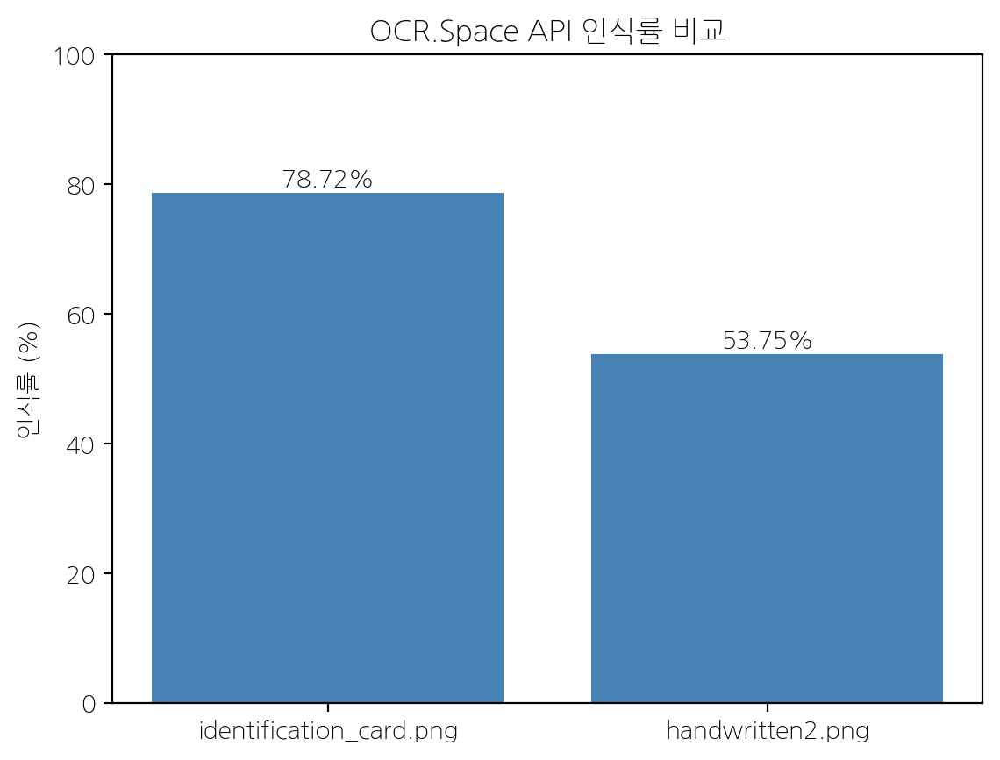 OCR.Space API 인식률 비교
인식률 (%)
100
80
60
40
20
0
78.72%
53.75%
identification_card.png
handwritten2.png